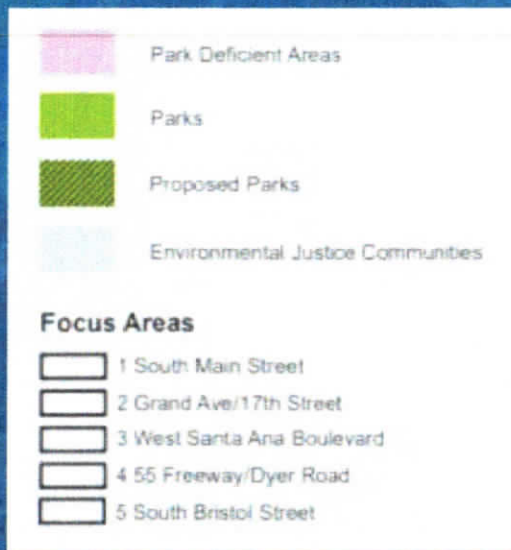 Park Deficient Areas
Parks
Proposed Parks
Environmental Justice Communities
Focus Areas
1 South Main Street
2 Grand Ave/17th Street
3 West Santa Ana Boulevard
4 55 Freeway/Dyer Road
5 South Bristol Street